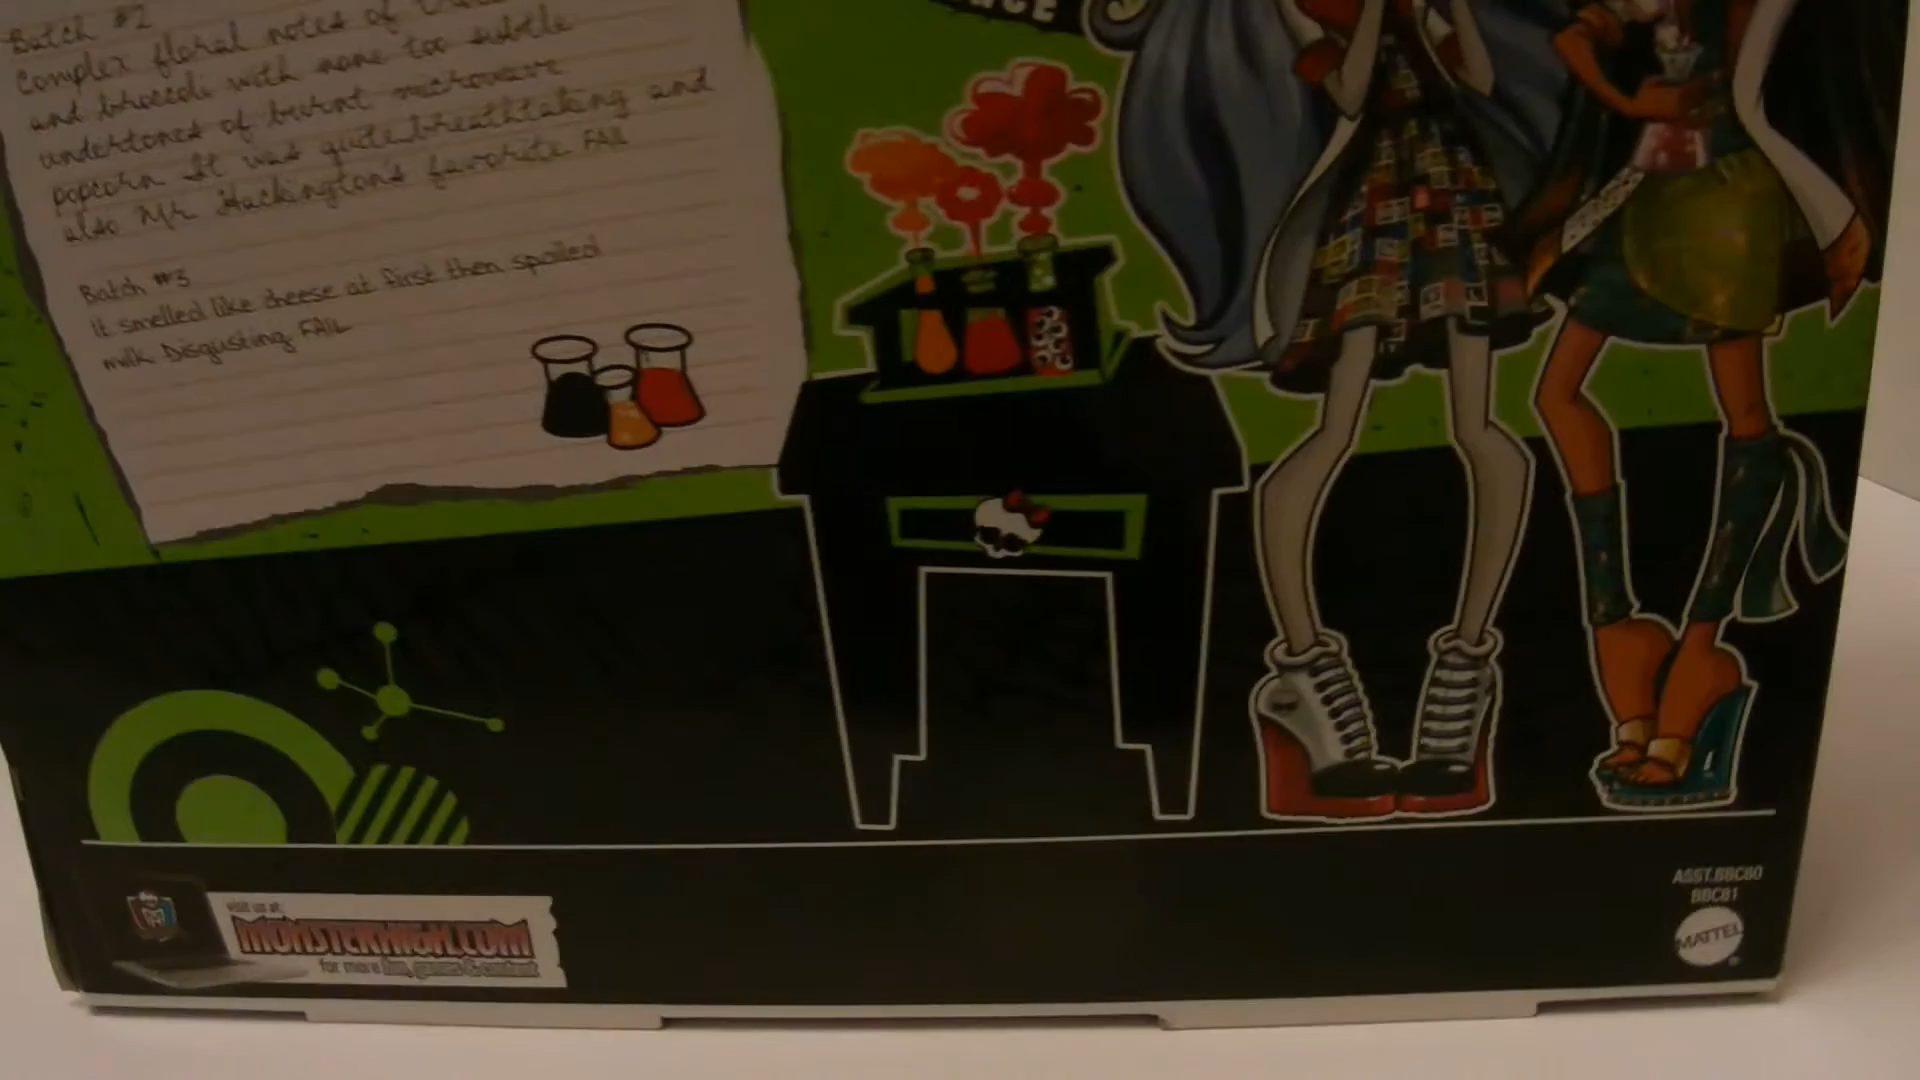 Batch #2
Complex floral notes of
and broccoli with none too subtle
undertones of burnt microwave
popcorn It was quite breathtaking and
also Mr Hackington's favorite FAIL
Batch #3
It smelled like cheese at first then spoiled
milk Disgusting FAIL
visit us at:
MONSTERHIGH.COM
for more fun, games & content
ASST.BBC80
BBC81
MATTEL